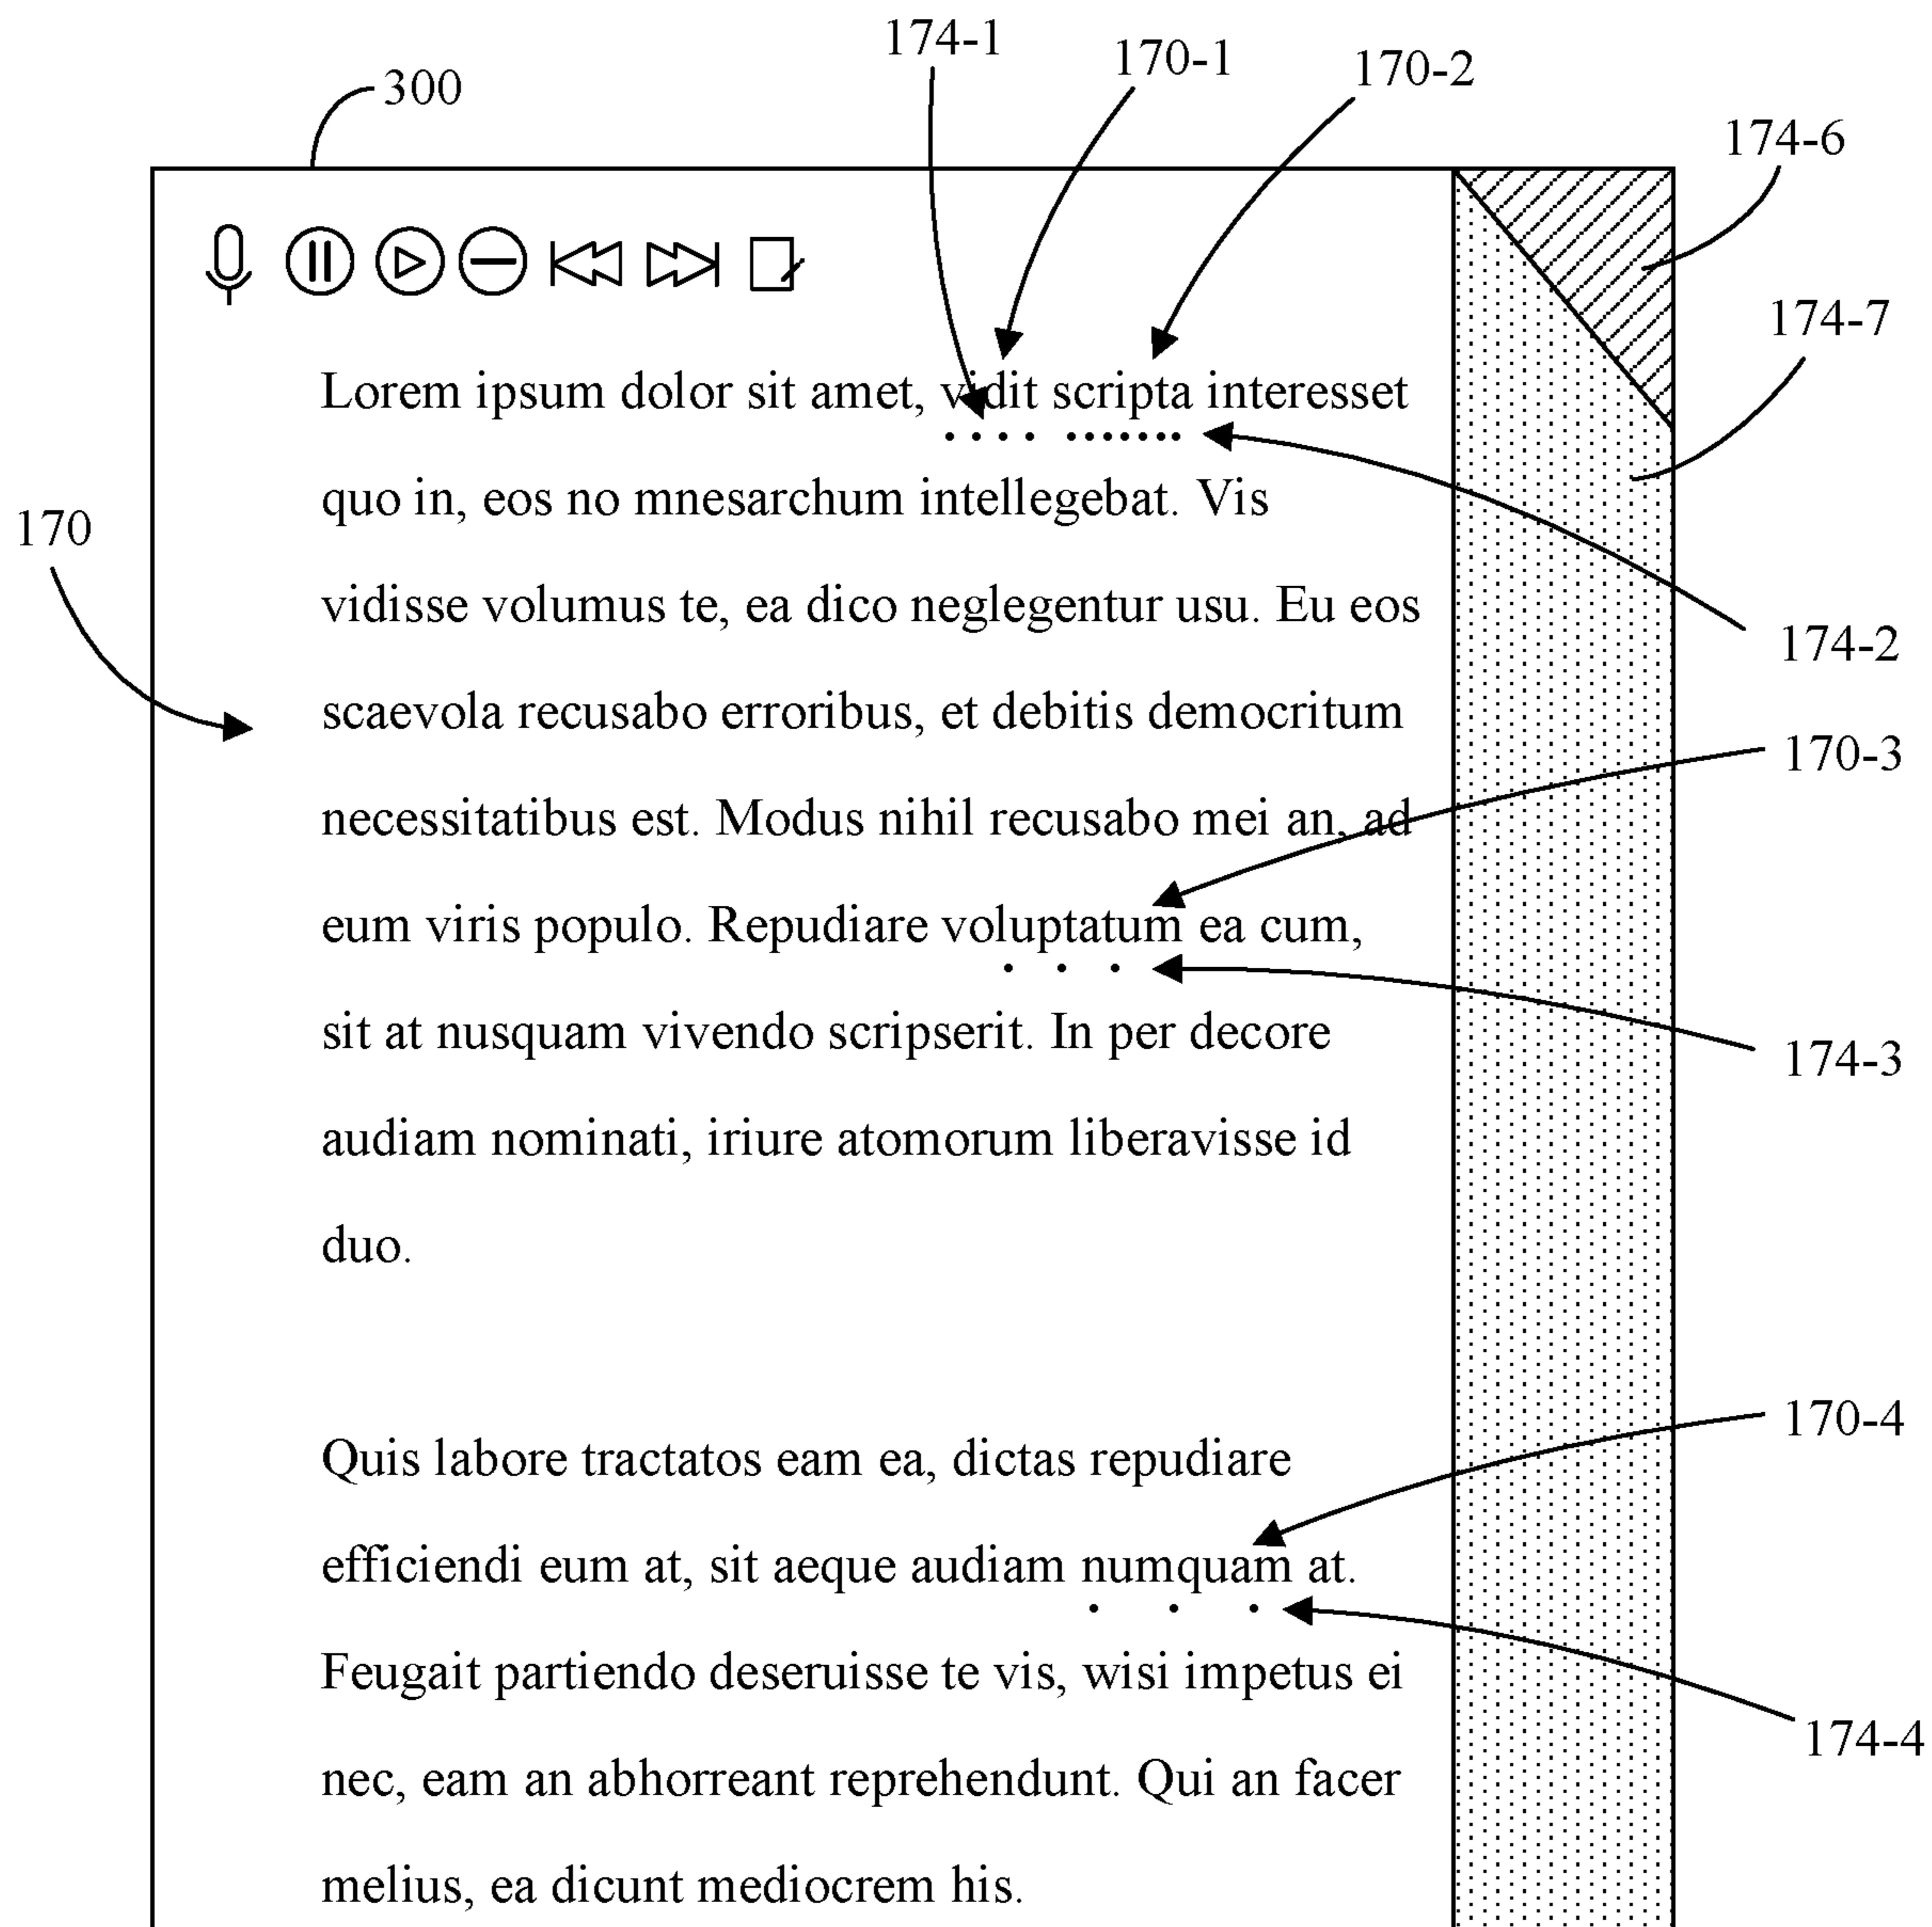 174-1
170-1
170-2
300
174-6
174-7
Lorem ipsum dolor sit amet, vidit scripta interesset
quo in, eos no mnesarchum intellegebat. Vis
170
vidisse volumus te, ea dico neglegentur usu. Eu eos
174-2
scaevola recusabo erroribus, et debitis democritum
170-3
necessitatibus est. Modus nihil recusabo mei an, ad
eum viris populo. Repudiare voluptatum ea cum,
sit at nusquam vivendo scripserit. In per decore
174-3
audiam nominati, iriure atomorum liberavisse id
duo.
170-4
Quis labore tractatos eam ea, dictas repudiare
efficiendi eum at, sit aeque audiam numquam at.
Feugait partiendo deseruisse te vis, wisi impetus ei
174-4
nec, eam an abhorreant reprehendunt. Qui an facer
melius, ea dicunt mediocrem his.